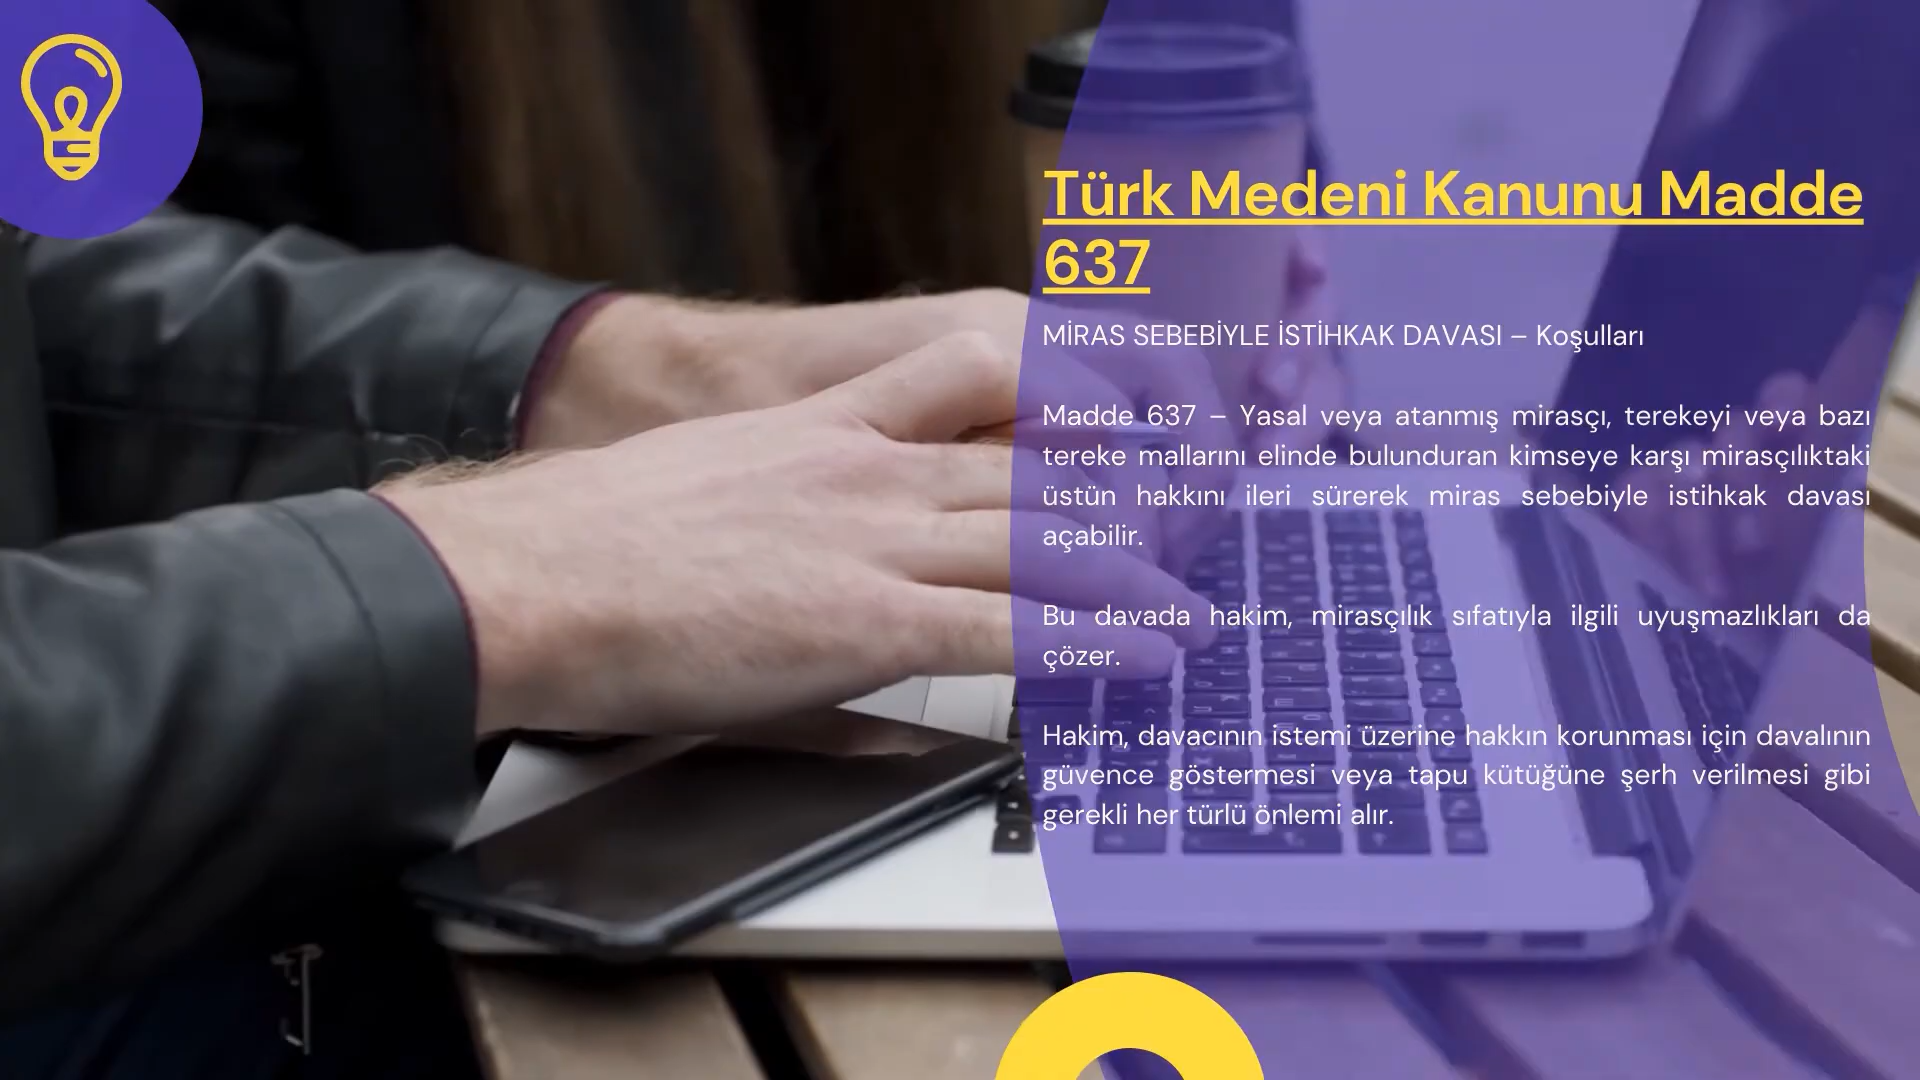 Türk Medeni Kanunu Madde
637
MİRAS SEBEBİYLE İSTİHKAK DAVASI – Koşulları
Madde 637 – Yasal veya atanmış mirasçı, terekeyi veya bazı
tereke mallarını elinde bulunduran kimseye karşı mirasçılıktaki
üstün hakkını ileri sürerek miras sebebiyle istihkak davası
açabilir.
Bu davada hakim, mirasçılık sıfatıyla ilgili uyuşmazlıkları da
çözer.
Hakim, davacının istemi üzerine hakkın korunması için davalının
güvence göstermesi veya tapu kütüğüne şerh verilmesi gibi
gerekli her türlü önlemi alır.